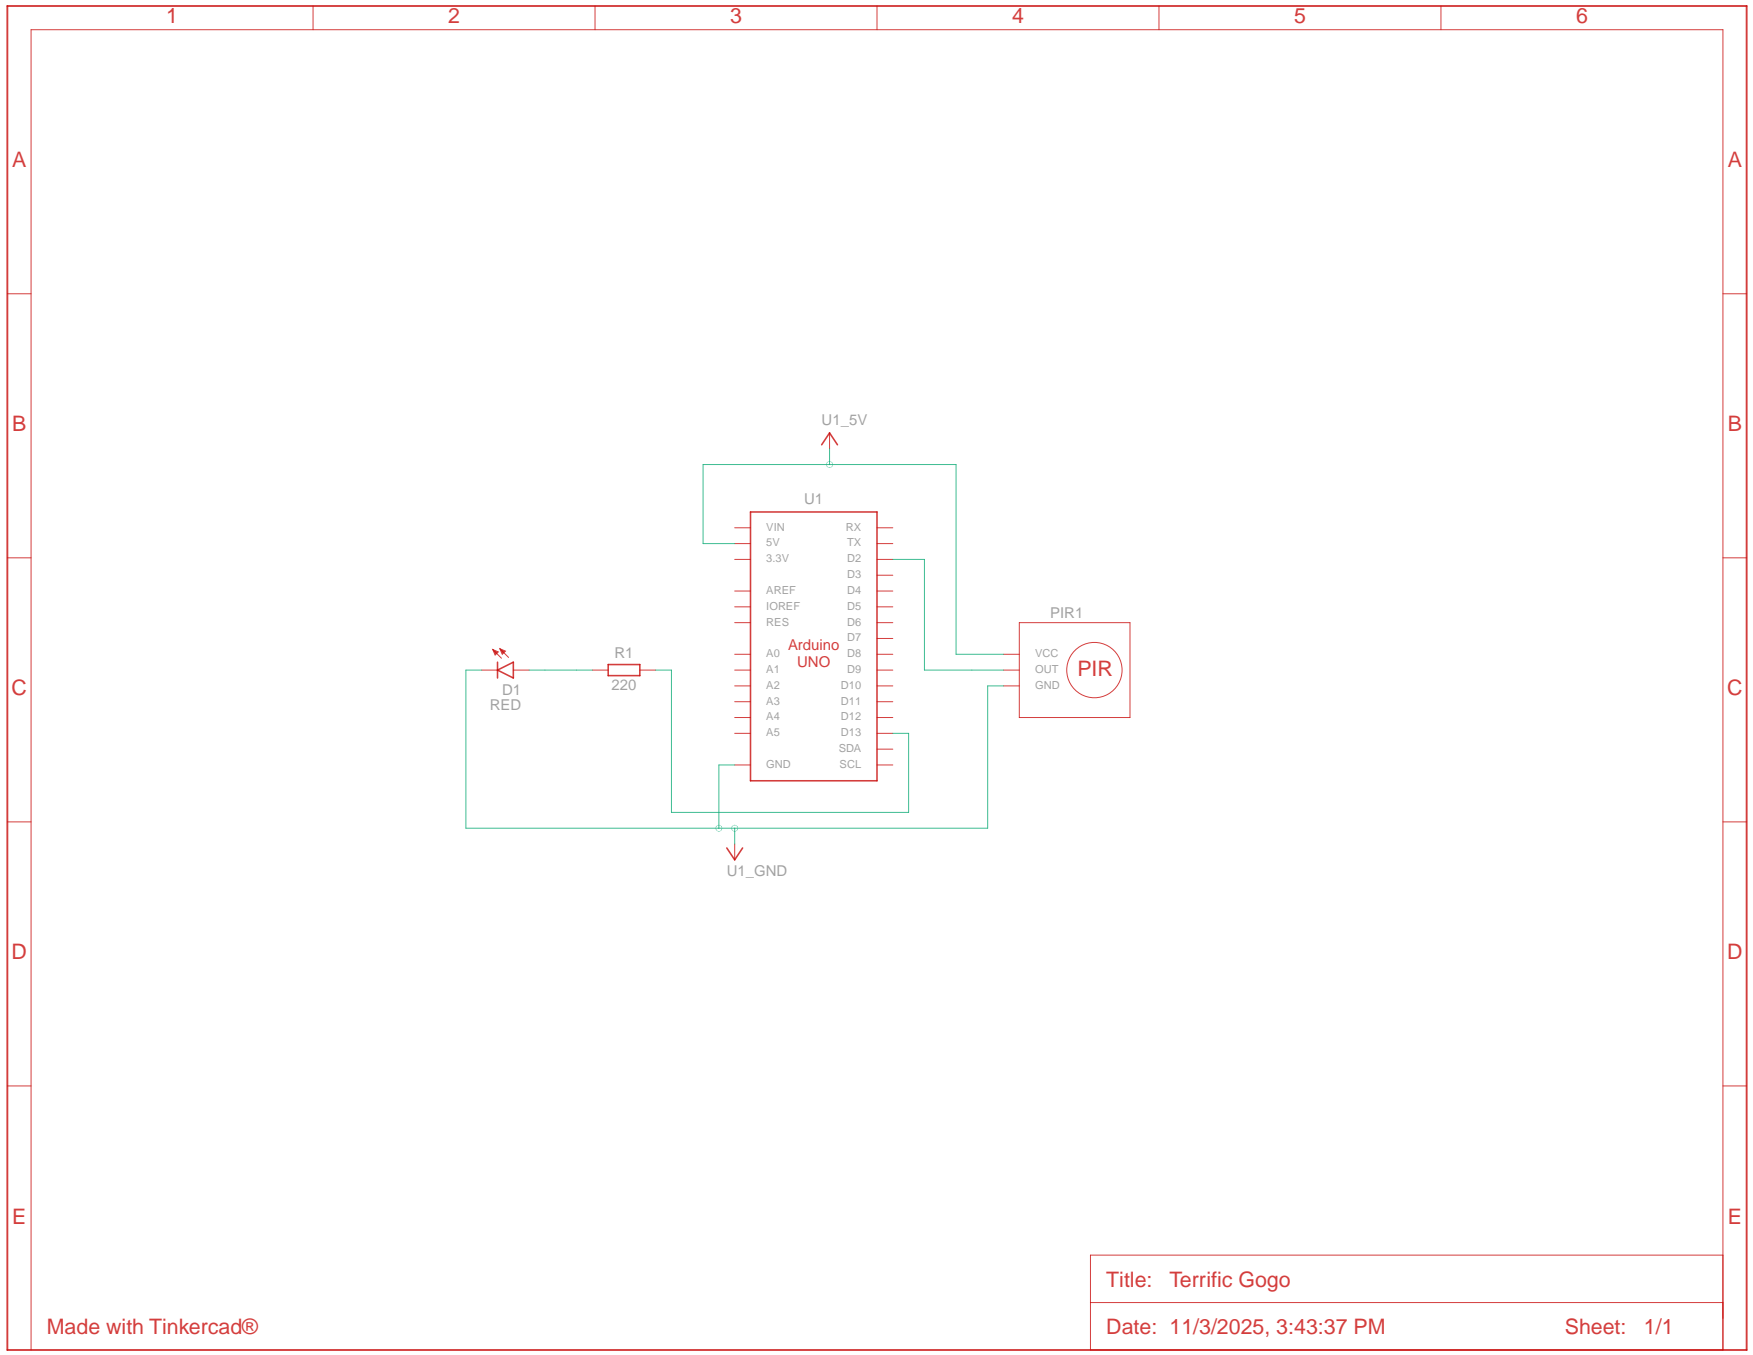 1 2 3 4 5 6
A A
B B
U1_5V
U1
VIN RX
5V TX
3.3V D2
D3
AREF D4
IOREF D5
RES D6
D7
A0 D8
A1 D9
A2 D10
A3 D11
A4 D12
A5 D13
SDA
GND SCL
Arduino
UNO
PIR1
VCC
OUT
GND
PIR
R1
220
D1
RED
C C
U1_GND
D D
E E
Title: Terrific Gogo
Date: 11/3/2025, 3:43:37 PM Sheet: 1/1
Made with Tinkercad®